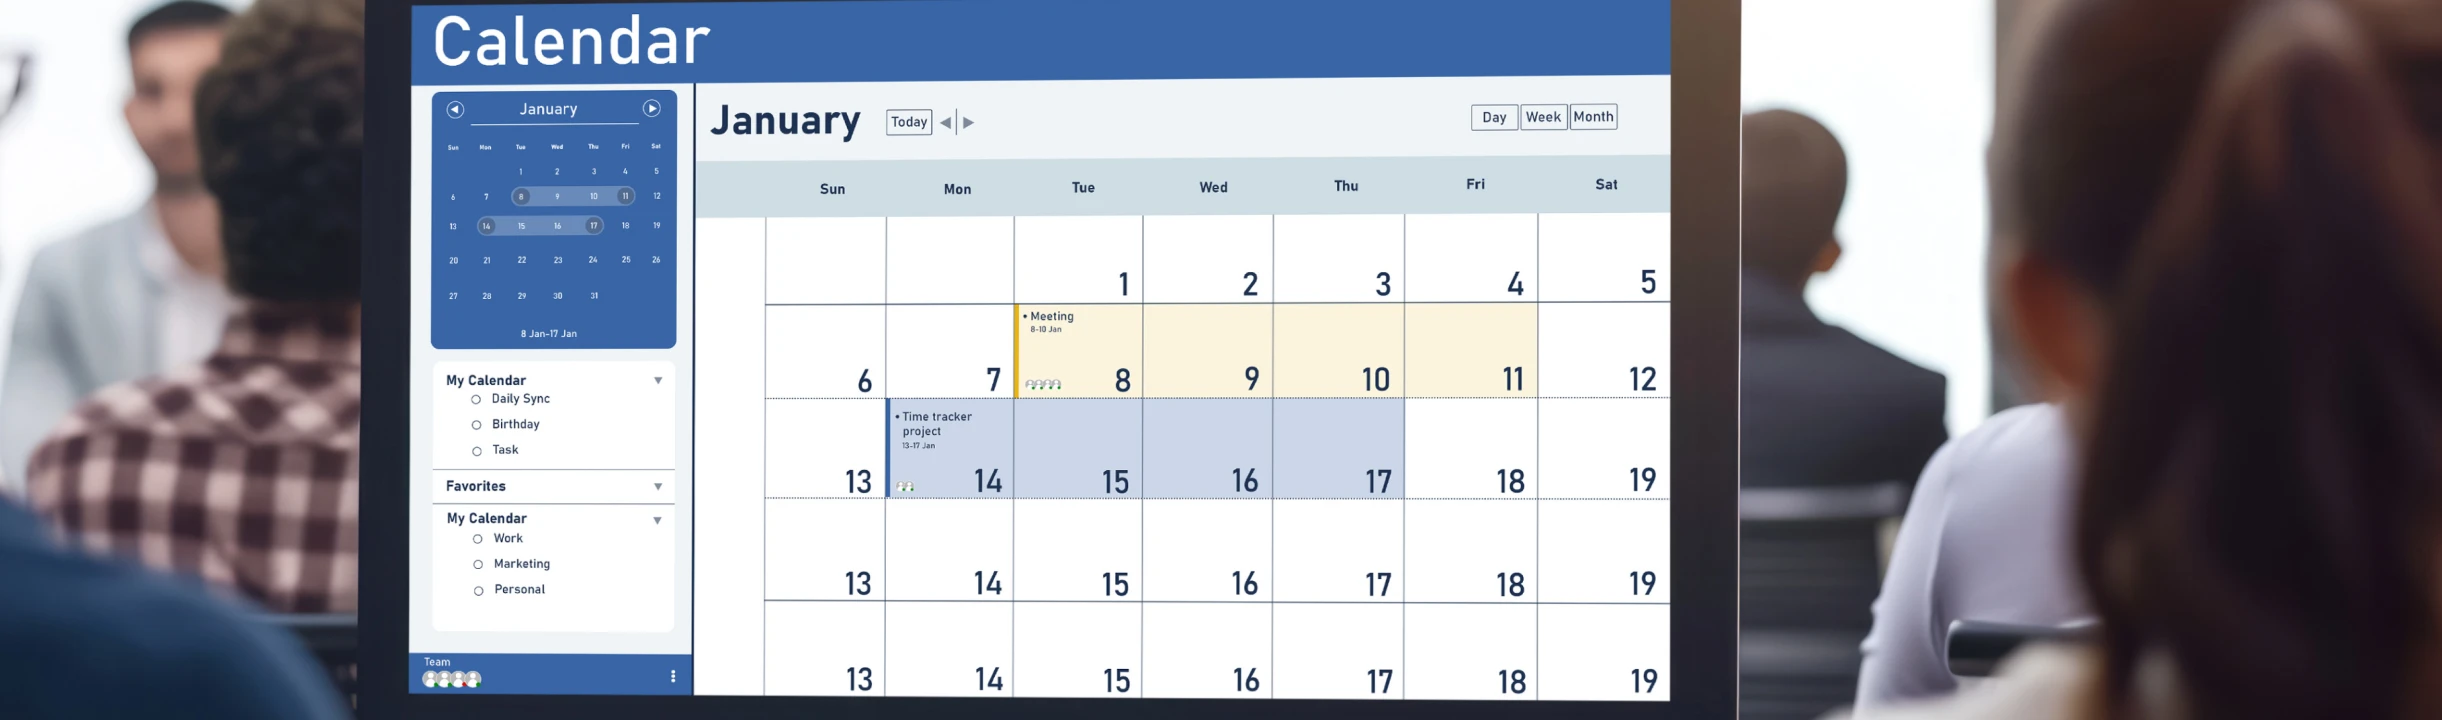 Calendar
January
Sun Mon Tue Wed Thu Fri Sat
1 2 3 4 5
6 7 8 9 10 11 12
13 14 15 16 17 18 19
20 21 22 23 24 25 26
27 28 29 30 31
8 Jan-17 Jan
My Calendar
Daily Sync
Birthday
Task
Favorites
My Calendar
Work
Marketing
Personal
Team
January
Today
Day Week Month
Sun Mon Tue Wed Thu Fri Sat
1 2 3 4 5
• Meeting
8-10 Jan
6 7 8 9 10 11 12
• Time tracker
project
13-17 Jan
13 14 15 16 17 18 19
13 14 15 16 17 18 19
13 14 15 16 17 18 19